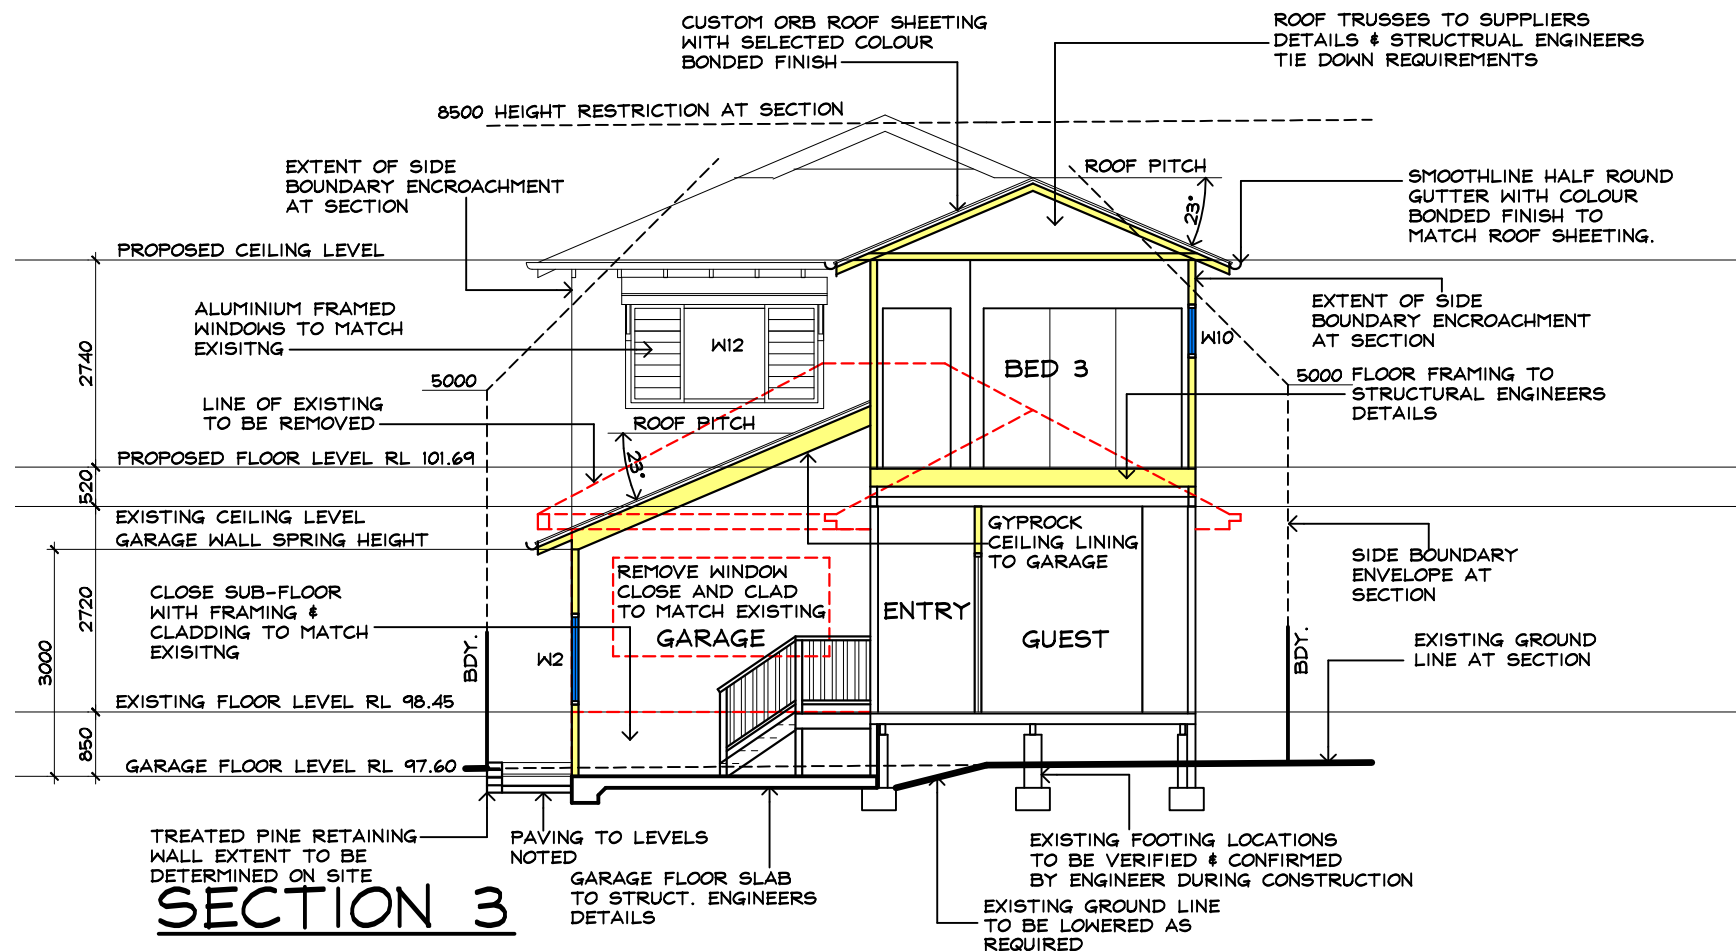 CUSTOM ORB ROOF SHEETING
WITH SELECTED COLOUR
BONDED FINISH
ROOF TRUSSES TO SUPPLIERS
DETAILS & STRUCTRUAL ENGINEERS
TIE DOWN REQUIREMENTS
8500 HEIGHT RESTRICTION AT SECTION
EXTENT OF SIDE
BOUNDARY ENCROACHMENT
AT SECTION
ROOF PITCH
23°
SMOOTHLINE HALF ROUND
GUTTER WITH COLOUR
BONDED FINISH TO
MATCH ROOF SHEETING.
PROPOSED CEILING LEVEL
ALUMINIUM FRAMED
WINDOWS TO MATCH
EXISITNG
W12
W10
EXTENT OF SIDE
BOUNDARY ENCROACHMENT
AT SECTION
2740
5000
BED 3
5000
FLOOR FRAMING TO
STRUCTURAL ENGINEERS
DETAILS
LINE OF EXISTING
TO BE REMOVED
ROOF PITCH
23°
PROPOSED FLOOR LEVEL RL 101.69
520
EXISTING CEILING LEVEL
GARAGE WALL SPRING HEIGHT
GYPROCK
CEILING LINING
TO GARAGE
SIDE BOUNDARY
ENVELOPE AT
SECTION
CLOSE SUB-FLOOR
WITH FRAMING &
CLADDING TO MATCH
EXISITNG
REMOVE WINDOW
CLOSE AND CLAD
TO MATCH EXISTING
GARAGE
ENTRY
GUEST
2720
3000
BDY.
W2
BDY.
EXISTING GROUND
LINE AT SECTION
EXISTING FLOOR LEVEL RL 98.45
850
GARAGE FLOOR LEVEL RL 97.60
TREATED PINE RETAINING
WALL EXTENT TO BE
DETERMINED ON SITE
PAVING TO LEVELS
NOTED
GARAGE FLOOR SLAB
TO STRUCT. ENGINEERS
DETAILS
EXISTING FOOTING LOCATIONS
TO BE VERIFIED & CONFIRMED
BY ENGINEER DURING CONSTRUCTION
EXISTING GROUND LINE
TO BE LOWERED AS
REQUIRED
SECTION 3